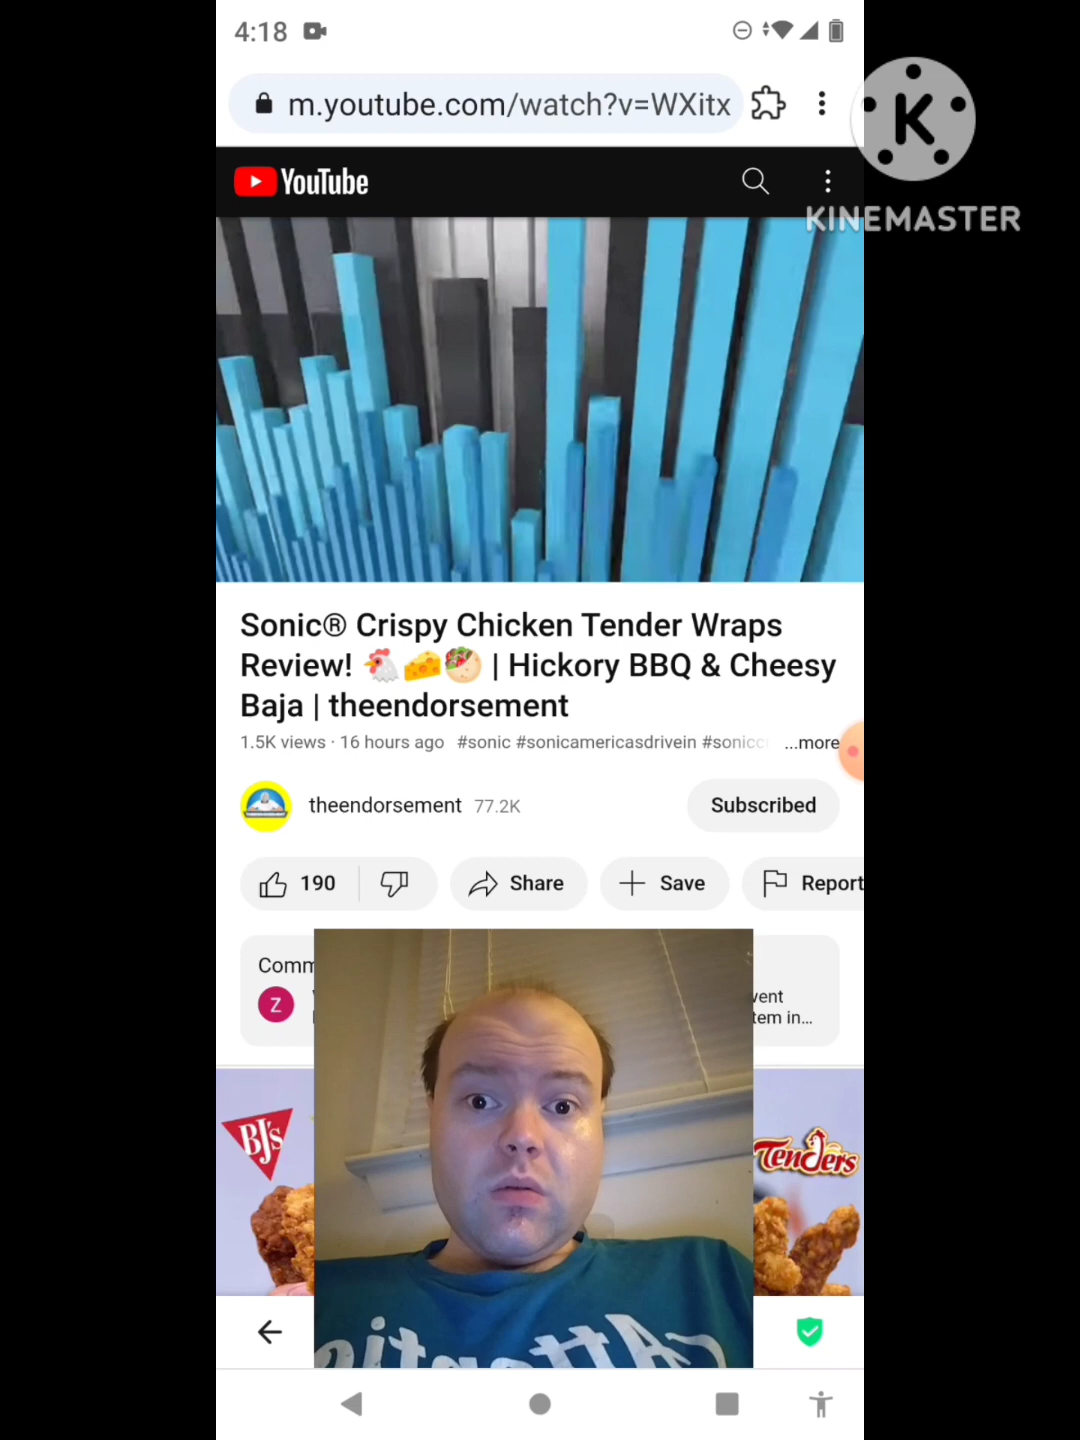 4:18
m.youtube.com/watch?v=WXitx
K
KINEMASTER
YouTube
Sonic® Crispy Chicken Tender Wraps
Review! 🐔🧀🥙 | Hickory BBQ & Cheesy
Baja | theendorsement
1.5K views · 16 hours ago #sonic #sonicamericasdrivein #sonicc ...more
theendorsement 77.2K
Subscribed
190
Share
Save
Report
Comm
Z
vent
tem in...
BJ's
Tenders